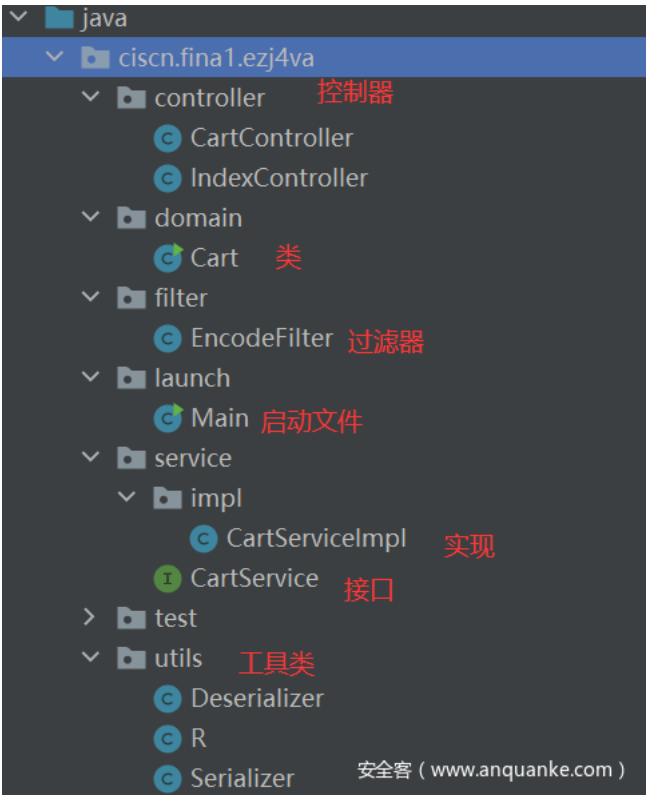 java
ciscn.fina1.ezj4va
controller 控制器
CartController
IndexController
domain
Cart 类
filter
EncodeFilter 过滤器
launch
Main 启动文件
service
impl
CartServiceImpl 实现
CartService 接口
test
utils 工具类
Deserializer
R
Serializer 安全客（www.anquanke.com）